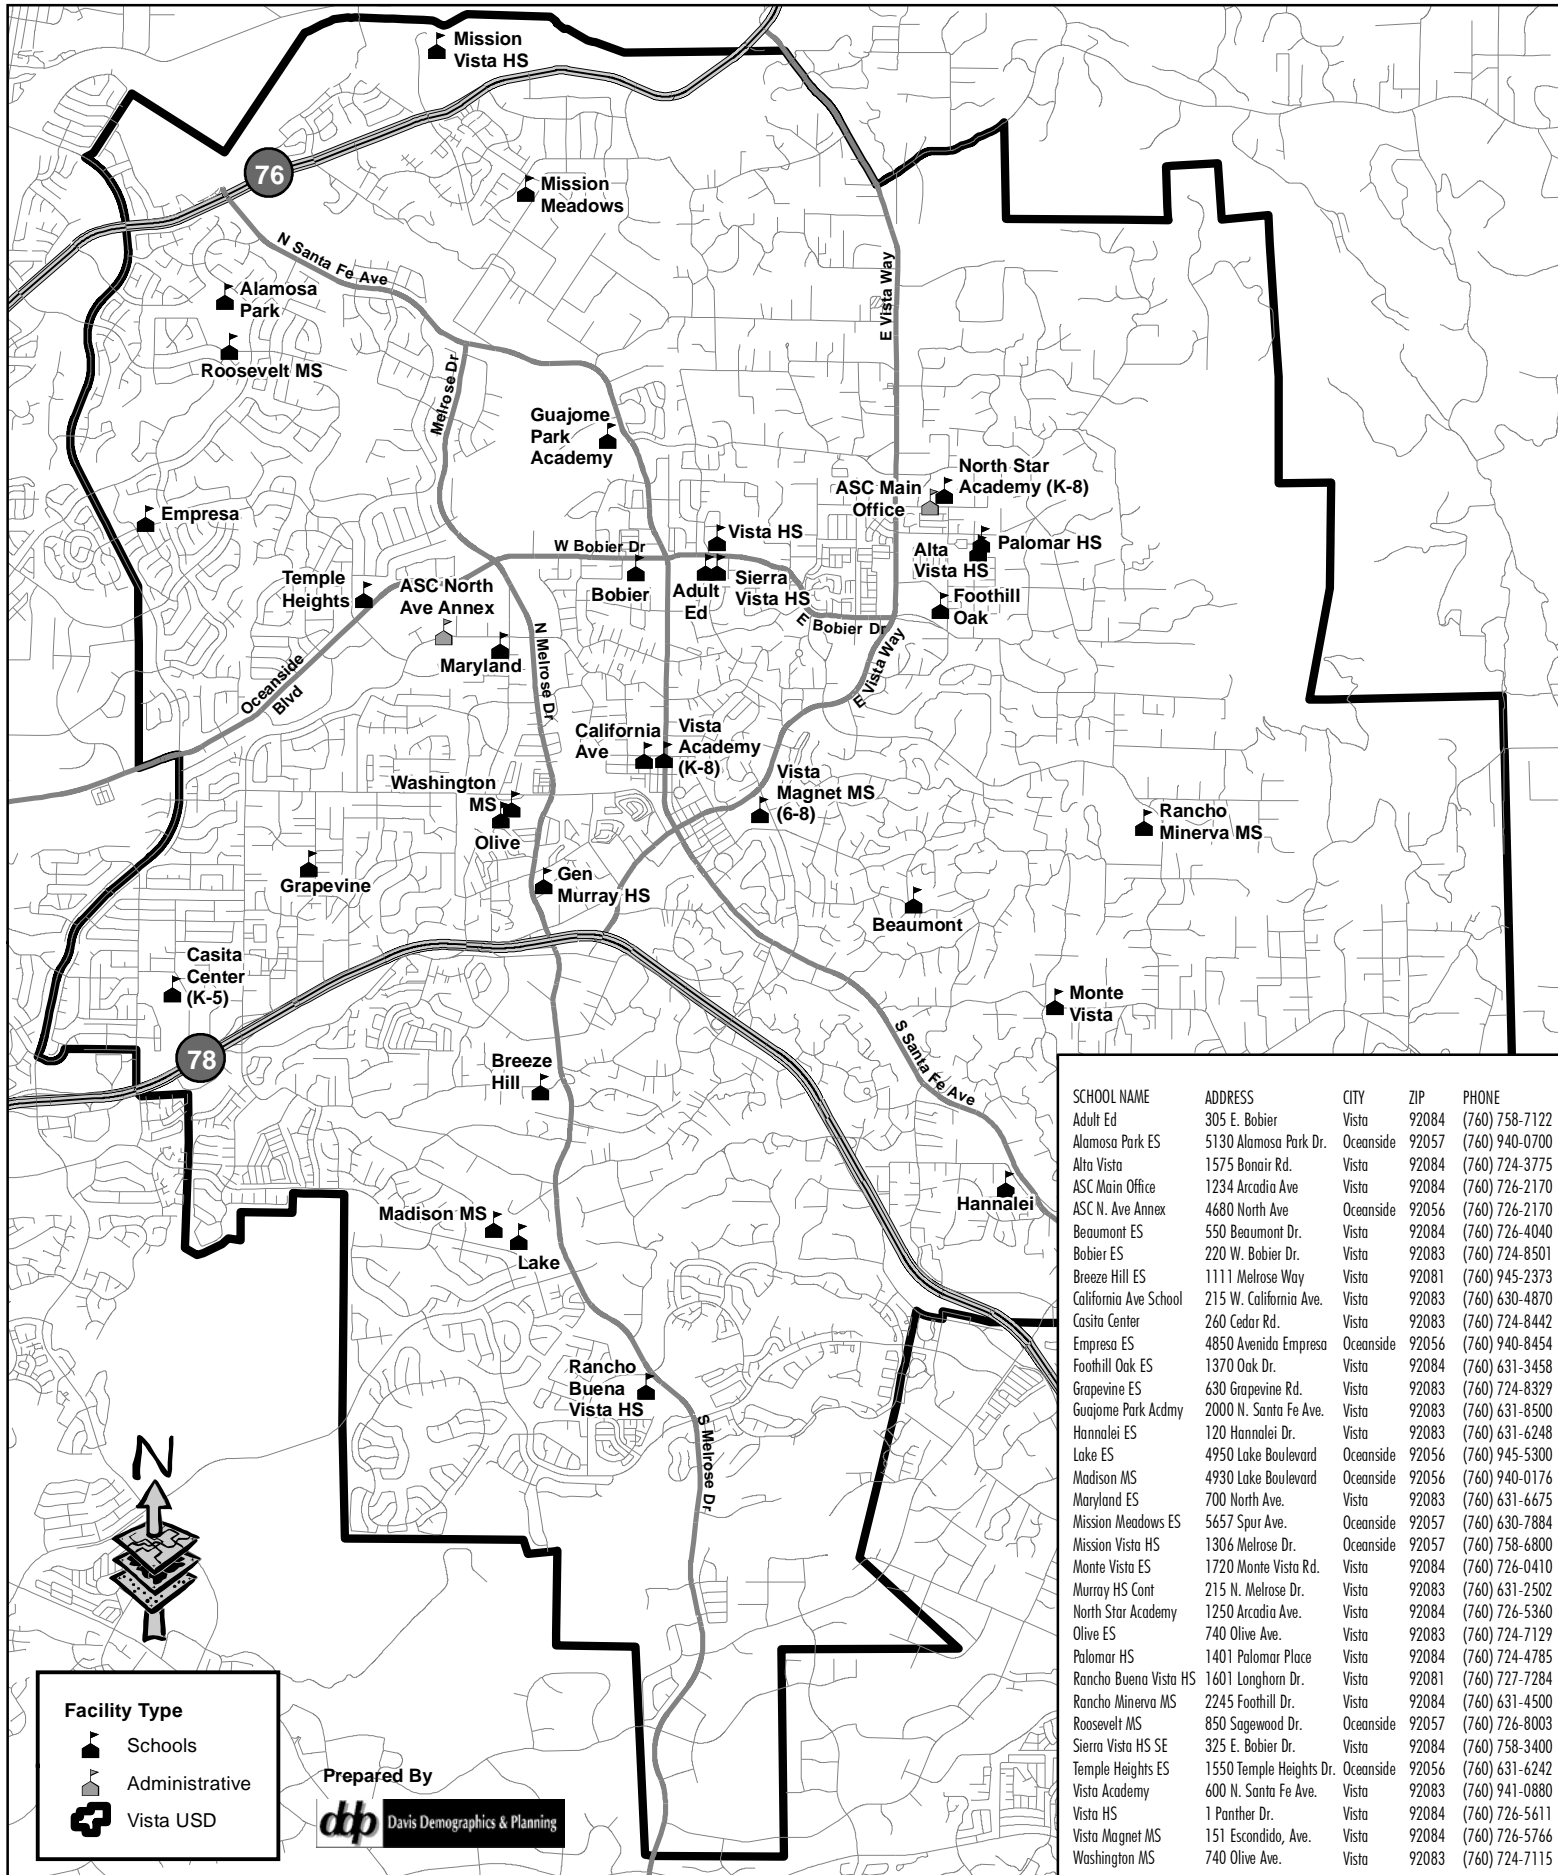 Mission
Vista HS
76
Mission
Meadows
N Santa Fe Ave
E Vista Way
Alamosa
Park
Roosevelt MS
Melrose Dr
Guajome
Park
Academy
North Star
Academy (K-8)
ASC Main
Office
Empresa
Vista HS
Palomar HS
W Bobier Dr
Alta
Vista HS
Temple
Heights
ASC North
Ave Annex
Bobier
Adult
Ed
Sierra
Vista HS
Foothill
Oak
E Bobier Dr
Maryland
N Melrose Dr
E Vista Way
Oceanside
Blvd
California
Ave
Vista
Academy
(K-8)
Washington
MS
Vista
Magnet MS
(6-8)
Rancho
Minerva MS
Olive
Grapevine
Gen
Murray HS
Beaumont
Casita
Center
(K-5)
Monte
Vista
78
Breeze
Hill
S Santa Fe Ave
Hannalei
Madison MS
Lake
Rancho
Buena
Vista HS
S Melrose Dr
N
Facility Type
Schools
Administrative
Vista USD
Prepared By
ddp Davis Demographics & Planning
SCHOOL NAME ADDRESS CITY ZIP PHONE
Adult Ed 305 E. Bobier Vista 92084 (760) 758-7122
Alamosa Park ES 5130 Alamosa Park Dr. Oceanside 92057 (760) 940-0700
Alta Vista 1575 Bonair Rd. Vista 92084 (760) 724-3775
ASC Main Office 1234 Arcadia Ave Vista 92084 (760) 726-2170
ASC N. Ave Annex 4680 North Ave Oceanside 92056 (760) 726-2170
Beaumont ES 550 Beaumont Dr. Vista 92084 (760) 726-4040
Bobier ES 220 W. Bobier Dr. Vista 92083 (760) 724-8501
Breeze Hill ES 1111 Melrose Way Vista 92081 (760) 945-2373
California Ave School 215 W. California Ave. Vista 92083 (760) 630-4870
Casita Center 260 Cedar Rd. Vista 92083 (760) 724-8442
Empresa ES 4850 Avenida Empresa Oceanside 92056 (760) 940-8454
Foothill Oak ES 1370 Oak Dr. Vista 92084 (760) 631-3458
Grapevine ES 630 Grapevine Rd. Vista 92083 (760) 724-8329
Guajome Park Acdmy 2000 N. Santa Fe Ave. Vista 92083 (760) 631-8500
Hannalei ES 120 Hannalei Dr. Vista 92083 (760) 631-6248
Lake ES 4950 Lake Boulevard Oceanside 92056 (760) 945-5300
Madison MS 4930 Lake Boulevard Oceanside 92056 (760) 940-0176
Maryland ES 700 North Ave. Vista 92083 (760) 631-6675
Mission Meadows ES 5657 Spur Ave. Oceanside 92057 (760) 630-7884
Mission Vista HS 1306 Melrose Dr. Oceanside 92057 (760) 758-6800
Monte Vista ES 1720 Monte Vista Rd. Vista 92084 (760) 726-0410
Murray HS Cont 215 N. Melrose Dr. Vista 92083 (760) 631-2502
North Star Academy 1250 Arcadia Ave. Vista 92084 (760) 726-5360
Olive ES 740 Olive Ave. Vista 92083 (760) 724-7129
Palomar HS 1401 Palomar Place Vista 92084 (760) 724-4785
Rancho Buena Vista HS 1601 Longhorn Dr. Vista 92081 (760) 727-7284
Rancho Minerva MS 2245 Foothill Dr. Vista 92084 (760) 631-4500
Roosevelt MS 850 Sagewood Dr. Oceanside 92057 (760) 726-8003
Sierra Vista HS SE 325 E. Bobier Dr. Vista 92084 (760) 758-3400
Temple Heights ES 1550 Temple Heights Dr. Oceanside 92056 (760) 631-6242
Vista Academy 600 N. Santa Fe Ave. Vista 92083 (760) 941-0880
Vista HS 1 Panther Dr. Vista 92084 (760) 726-5611
Vista Magnet MS 151 Escondido, Ave. Vista 92084 (760) 726-5766
Washington MS 740 Olive Ave. Vista 92083 (760) 724-7115